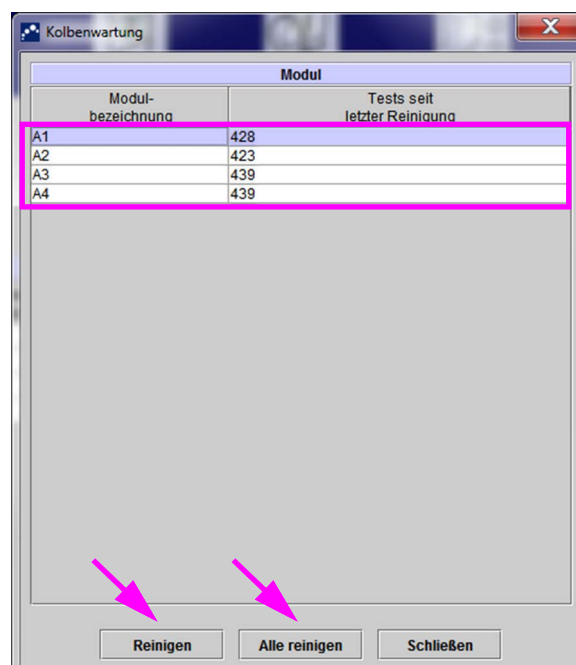 Kolbenwartung
Modul
Modul-
bezeichnung
Tests seit
letzter Reinigung
A1 428
A2 423
A3 439
A4 439
Reinigen Alle reinigen Schließen